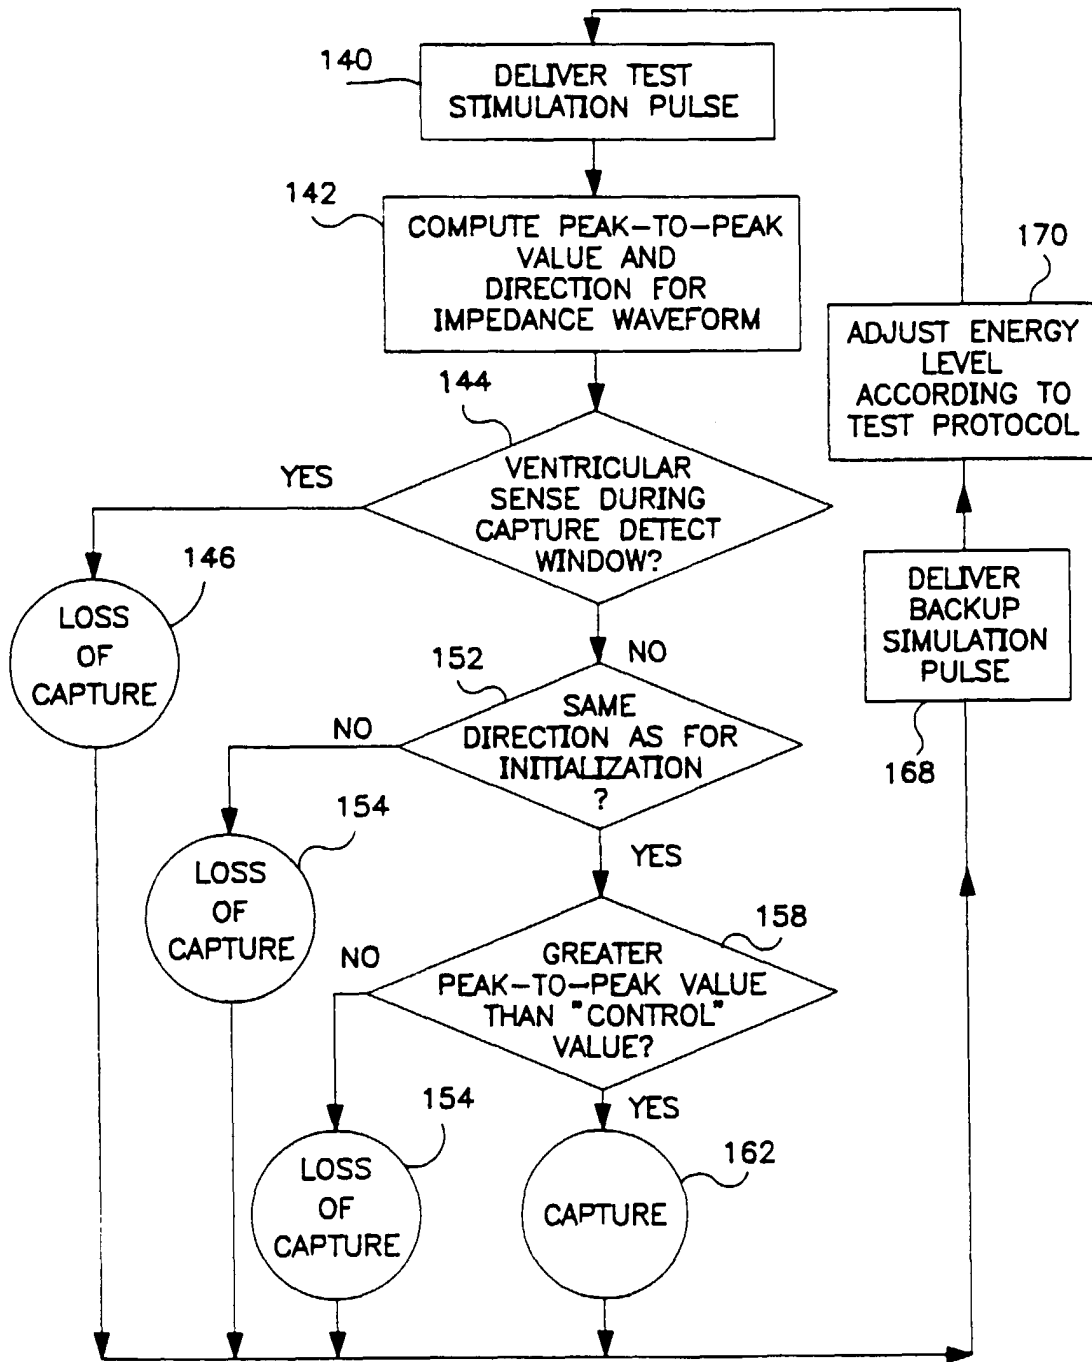 140
DELIVER TEST
STIMULATION PULSE
142
COMPUTE PEAK-TO-PEAK
VALUE AND
DIRECTION FOR
IMPEDANCE WAVEFORM
170
ADJUST ENERGY
LEVEL
ACCORDING TO
TEST PROTOCOL
144
YES
VENTRICULAR
SENSE DURING
CAPTURE DETECT
WINDOW?
146
LOSS
OF
CAPTURE
DELIVER
BACKUP
SIMULATION
PULSE
168
NO
152
NO
SAME
DIRECTION AS FOR
INITIALIZATION
?
154
LOSS
OF
CAPTURE
YES
158
NO
GREATER
PEAK-TO-PEAK VALUE
THAN "CONTROL"
VALUE?
154
LOSS
OF
CAPTURE
YES
162
CAPTURE